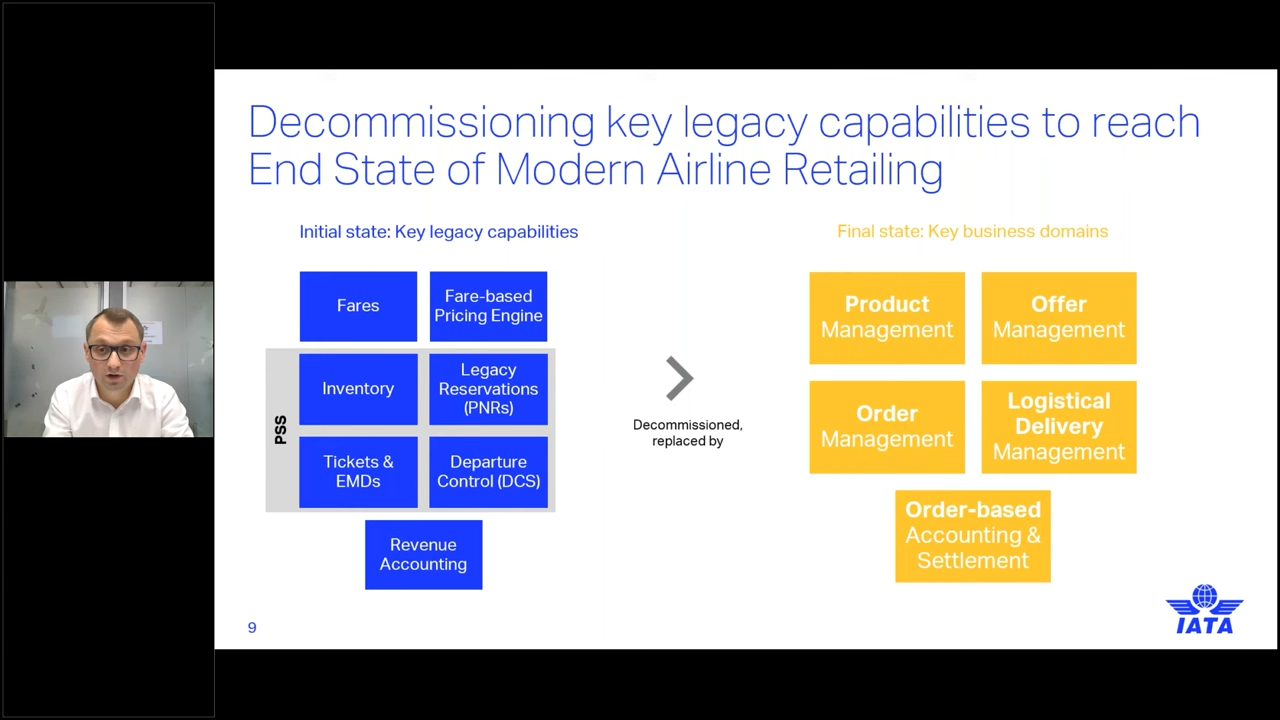 Decommissioning key legacy capabilities to reach
End State of Modern Airline Retailing
Initial state: Key legacy capabilities
Fares
Fare-based
Pricing Engine
PSS
Inventory
Legacy
Reservations
(PNRs)
Tickets &
EMDs
Departure
Control (DCS)
Revenue
Accounting
Decommissioned,
replaced by
Final state: Key business domains
Product
Management
Offer
Management
Order
Management
Logistical
Delivery
Management
Order-based
Accounting &
Settlement
9
IATA